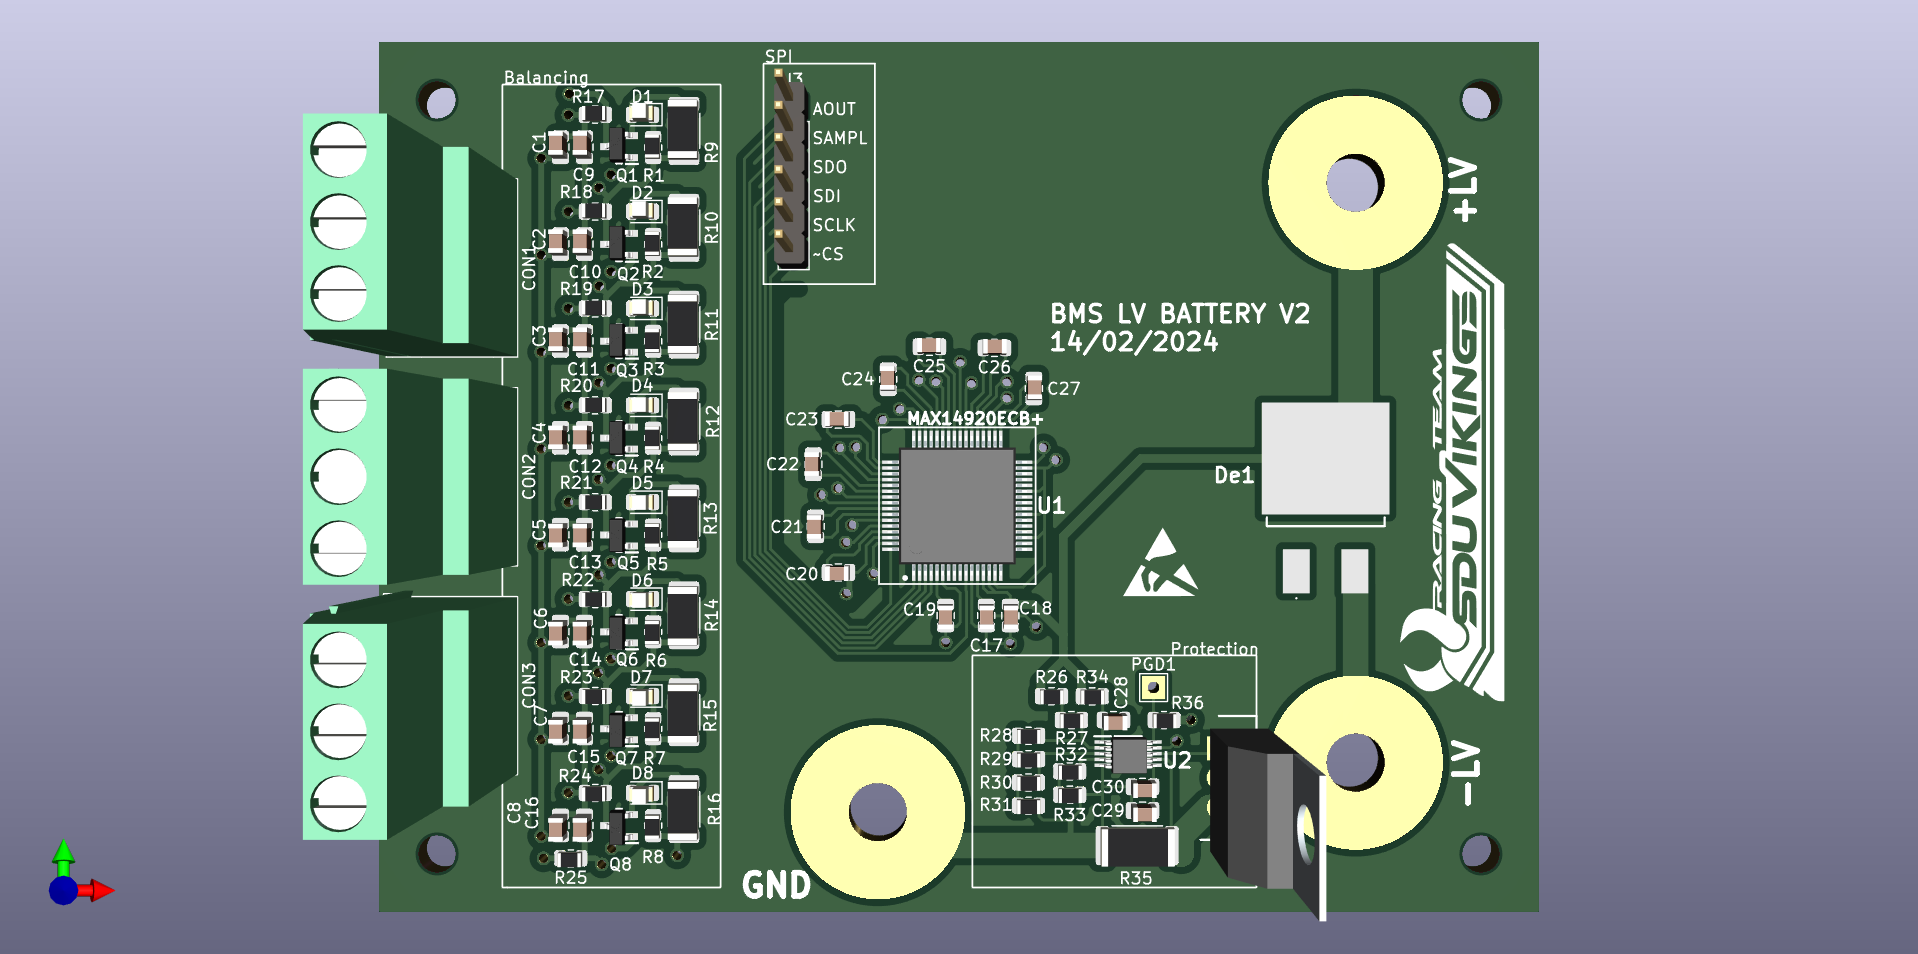 SPI
J3
AOUT
SAMPL
SDO
SDI
SCLK
~CS
Balancing
R17 D1
C1
R9
C9 Q1 R1
R18 D2
C2
R10
CON1
C10 Q2 R2
R19 D3
C3
R11
C11 Q3 R3
R20 D4
C4
R12
CON2
C12 Q4 R4
R21 D5
C5
R13
C13 Q5 R5
R22 D6
C6
R14
CON3
C14 Q6 R6
R23 D7
C7
R15
C15 Q7 R7
R24 D8
C8
C16
R16
Q8 R8
R25
BMS LV BATTERY V2
14/02/2024
C25 C26
C24 C27
C23
MAX14920ECB+
C22
U1
C21
C20
C19 C18
C17
+LV
De1
RACING TEAM
SDU VIKINGS
-LV
Protection
PGD1
R26 R34
C28
R36
R28 R27
R29 R32
U2
R30 C30
R31 R33 C29
R35
GND